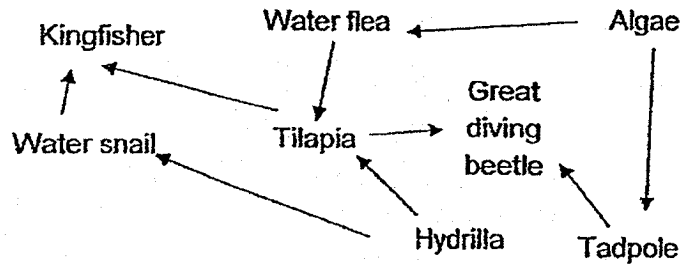 Kingfisher
Water flea
Algae
Water snail
Tilapia
Great
diving
beetle
Hydrilla
Tadpole